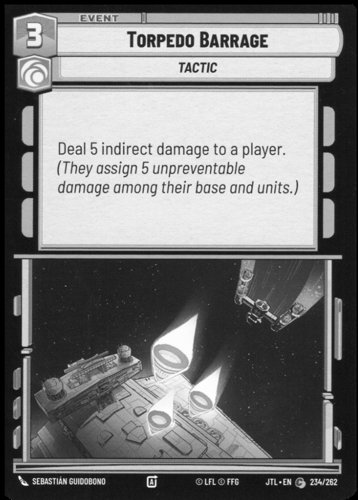 EVENT
3
TORPEDO BARRAGE
TACTIC
Deal 5 indirect damage to a player.
(They assign 5 unpreventable
damage among their base and units.)
SEBASTIÁN GUIDOBONO
A
© LFL © FFG
JTL • EN
C
234/262